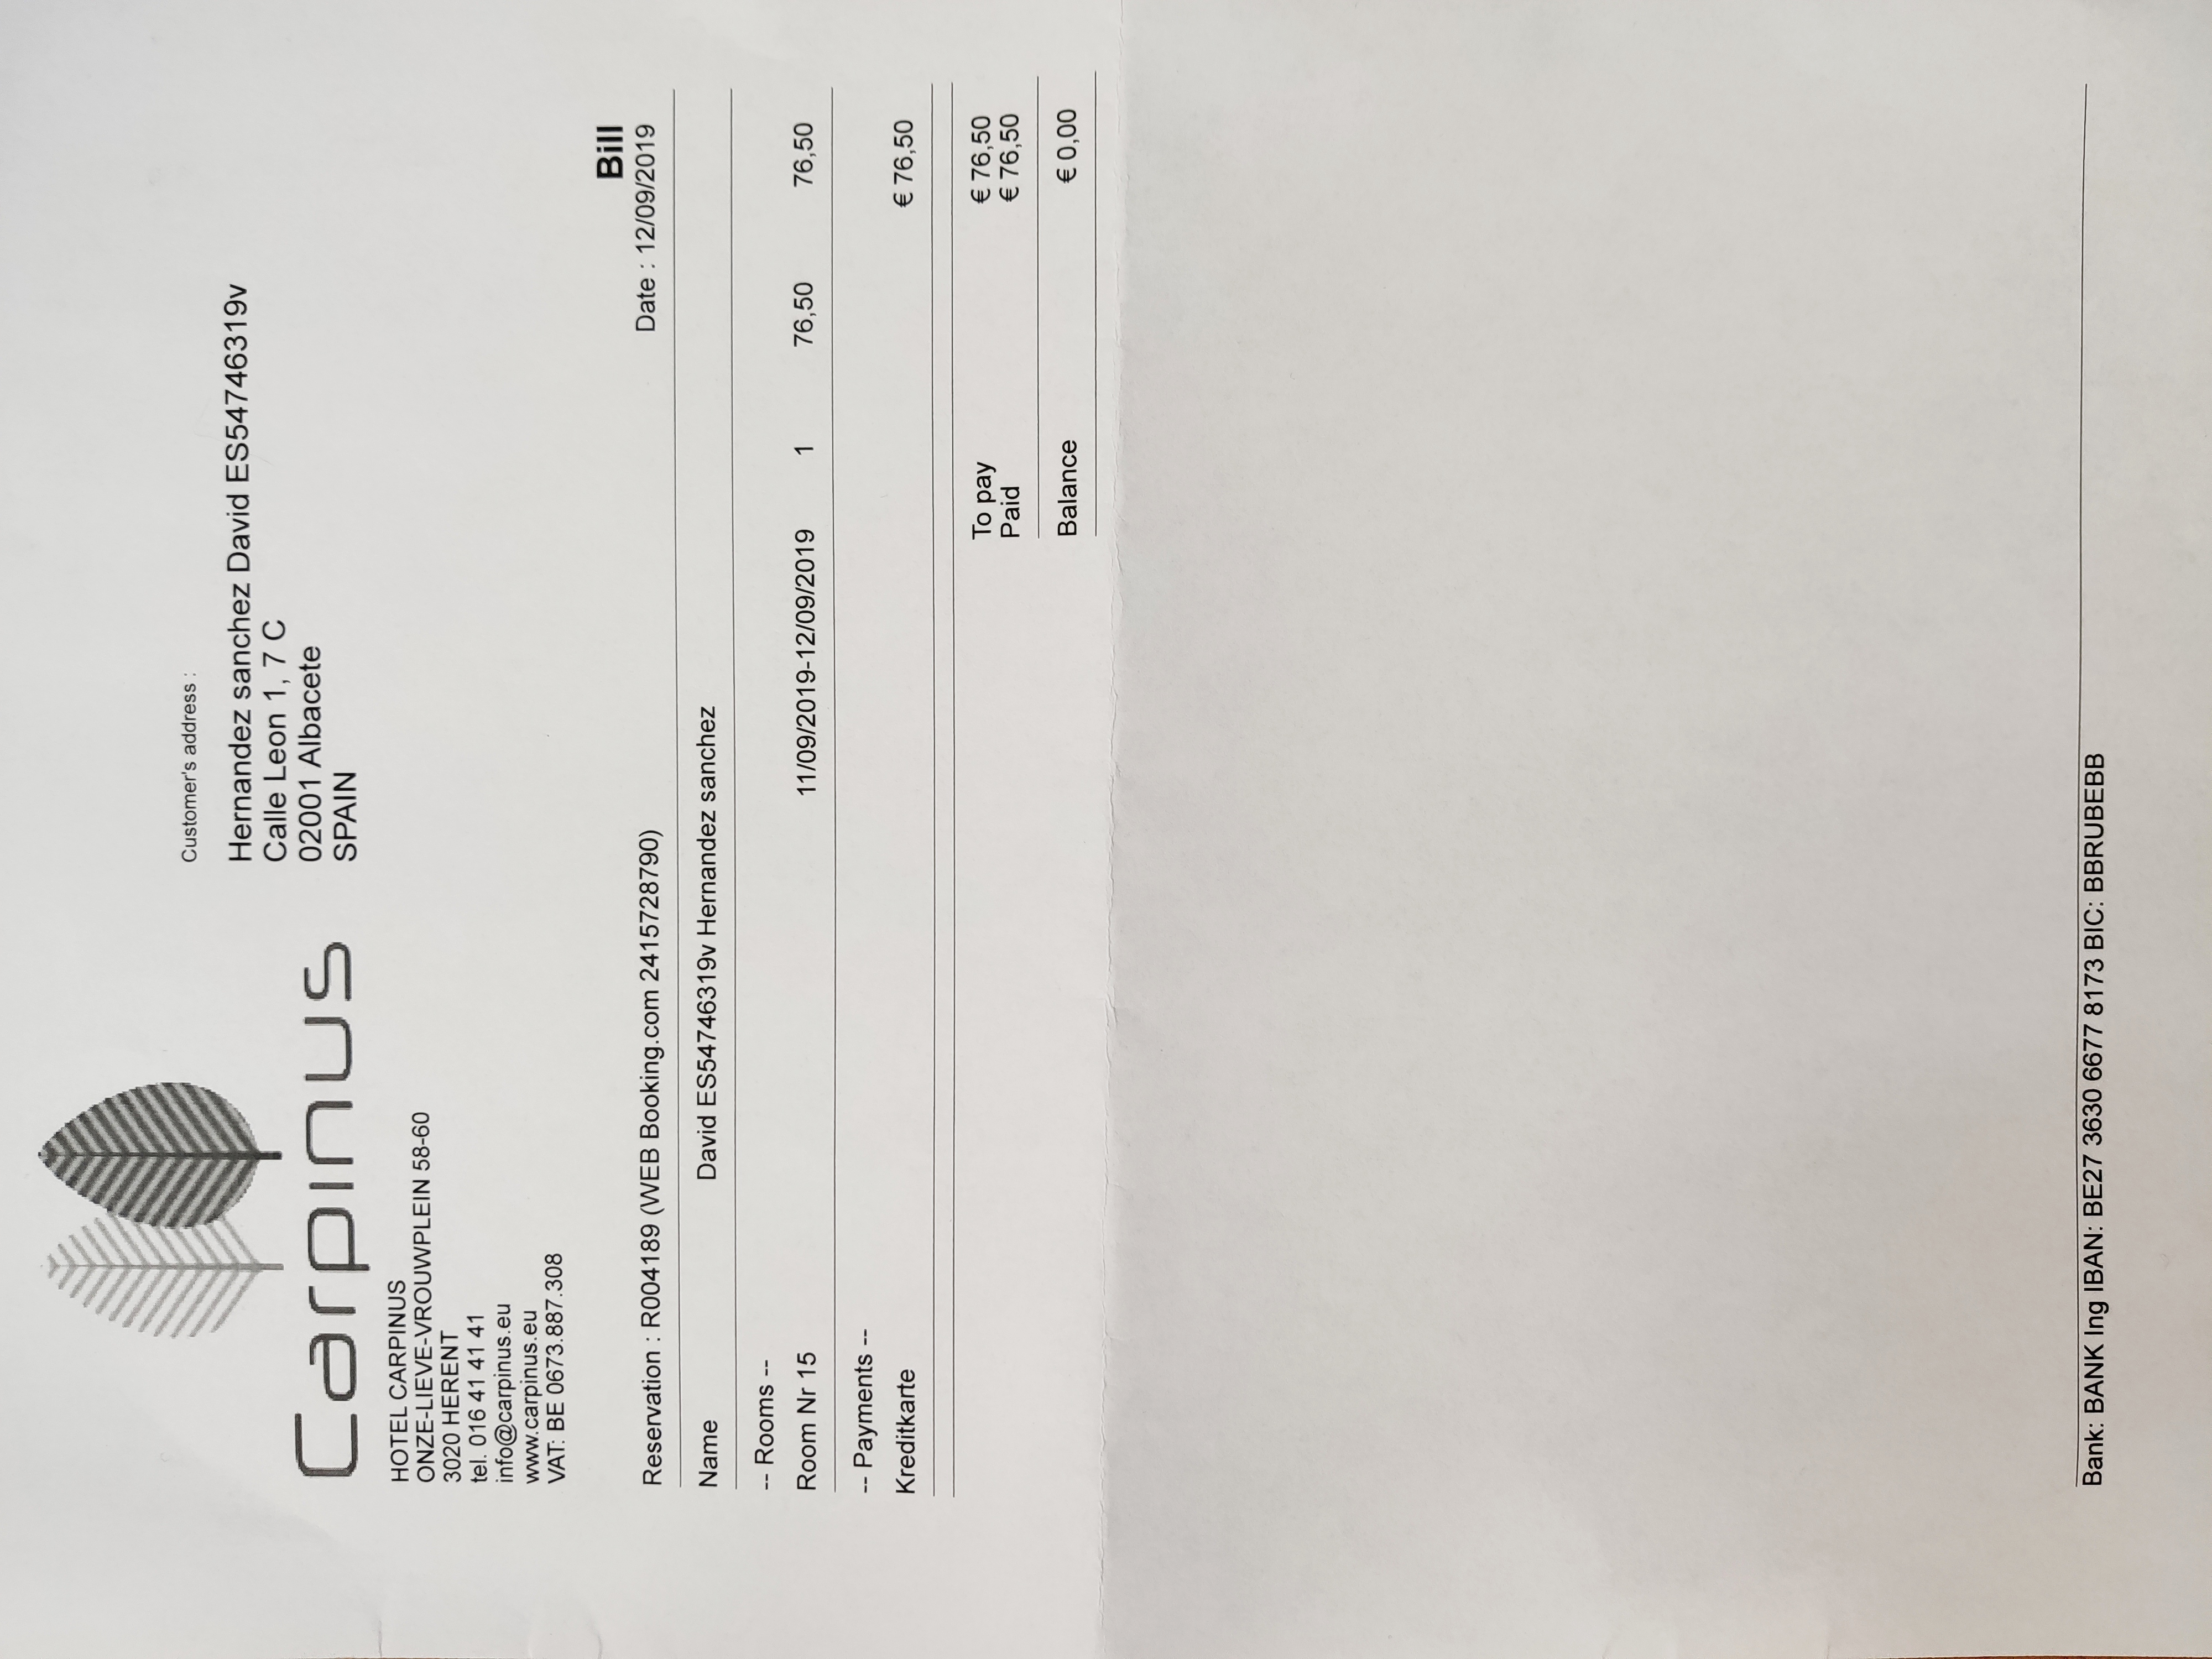 Carpinus
HOTEL CARPINUS
ONZE-LIEVE-VROUWPLEIN 58-60
3020 HERENT
tel. 016 41 41 41
info@carpinus.eu
www.carpinus.eu
VAT: BE 0673.887.308
Customer's address :
Hernandez sanchez David ES54746319v
Calle Leon 1, 7 C
02001 Albacete
SPAIN
Bill
Reservation : R004189 (WEB Booking.com 2415728790) Date : 12/09/2019
Name David ES54746319v Hernandez sanchez
-- Rooms --
Room Nr 15 11/09/2019-12/09/2019 1 76,50 76,50
-- Payments --
Kreditkarte € 76,50
To pay € 76,50
Paid € 76,50
Balance € 0,00
Bank: BANK Ing IBAN: BE27 3630 6677 8173 BIC: BBRUBEBB